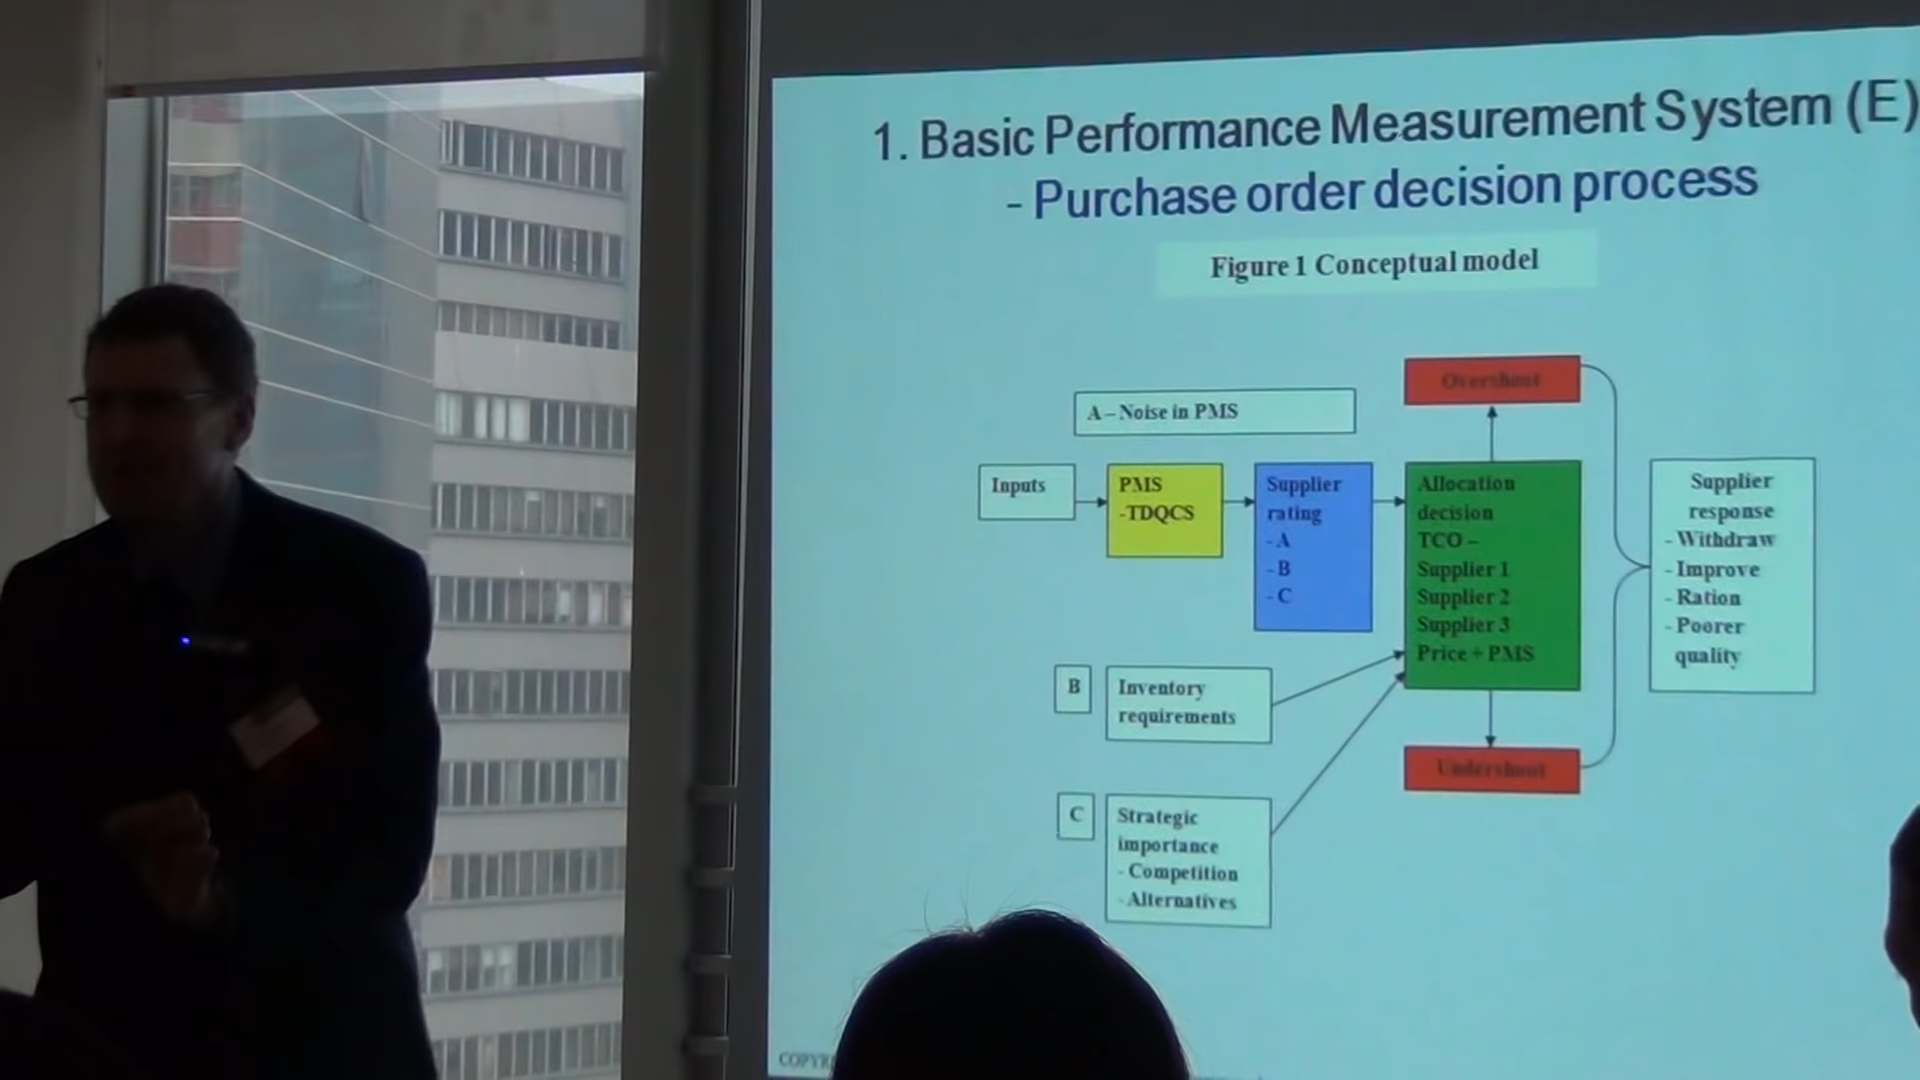 1. Basic Performance Measurement System (E)
- Purchase order decision process
Figure 1 Conceptual model
Overshoot
A – Noise in PMS
Inputs
PMS
-TDQCS
Supplier
rating
- A
- B
- C
Allocation
decision
TCO –
Supplier 1
Supplier 2
Supplier 3
Price + PMS
Supplier
response
- Withdraw
- Improve
- Ration
- Poorer
quality
B
Inventory
requirements
Undershoot
C
Strategic
importance
- Competition
- Alternatives